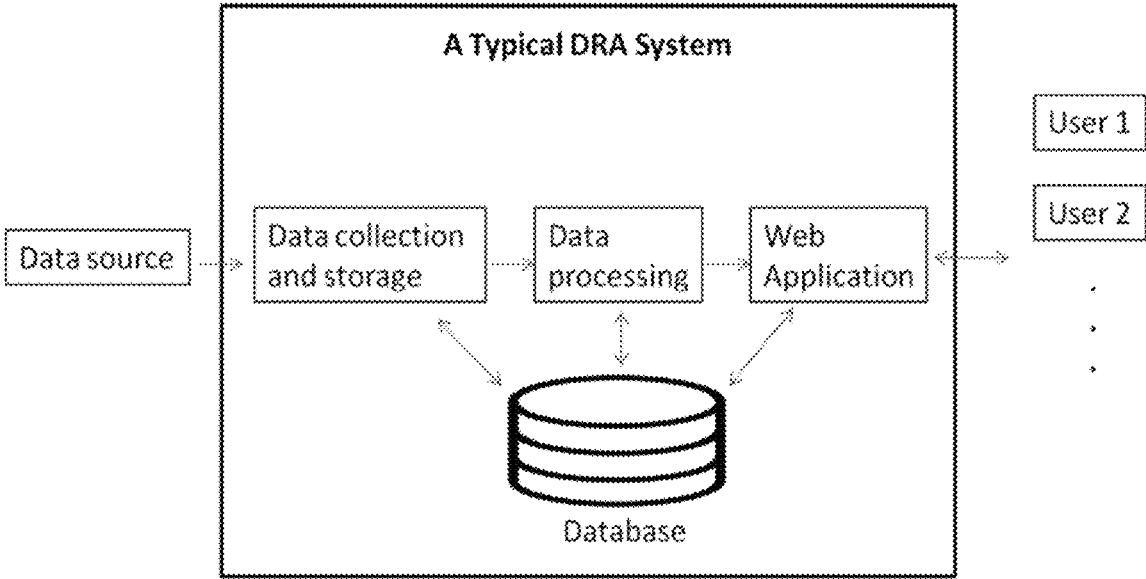 A Typical DRA System
User 1
User 2
Data source
Data collection
and storage
Data
processing
Web
Application
Database